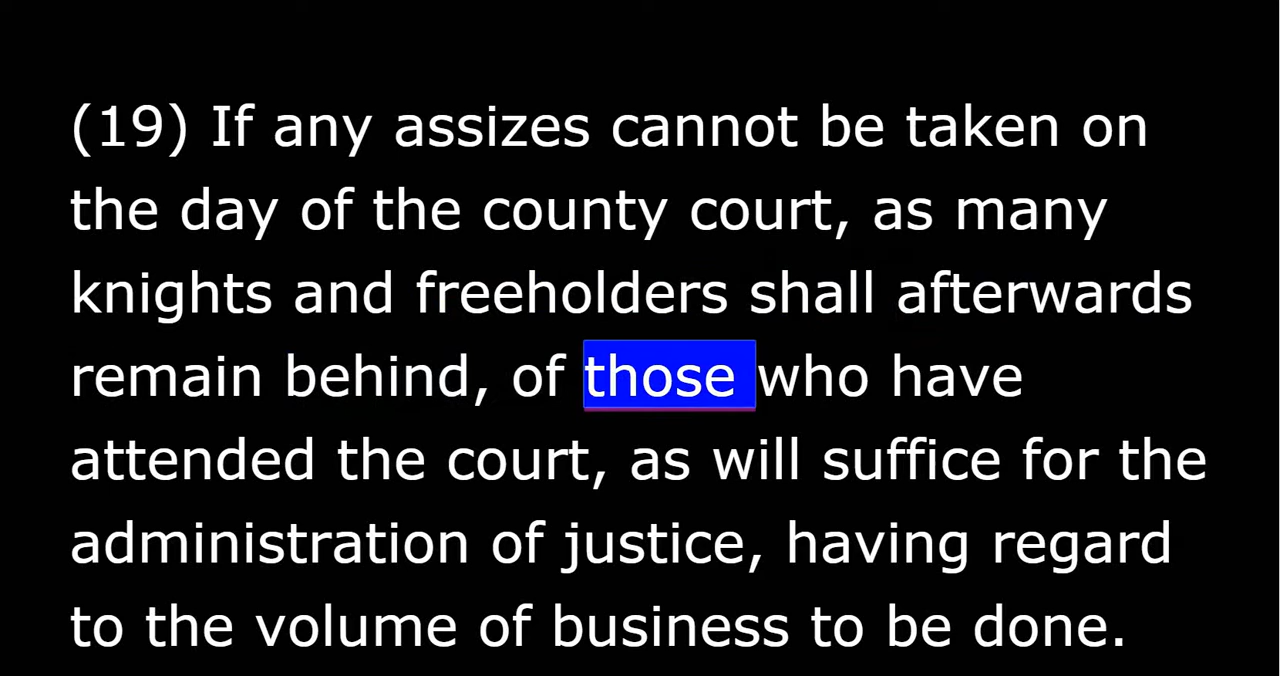 (19) If any assizes cannot be taken on
the day of the county court, as many
knights and freeholders shall afterwards
remain behind, of those who have
attended the court, as will suffice for the
administration of justice, having regard
to the volume of business to be done.